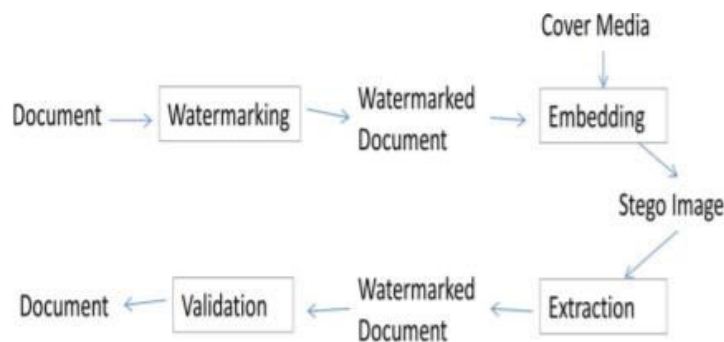 Cover Media
Document
Watermarking
Watermarked
Document
Embedding
Stego Image
Document
Validation
Watermarked
Document
Extraction